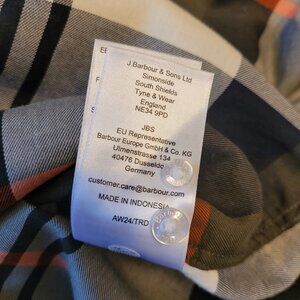 J.Barbour & Sons Ltd
Simonside
South Shields
Tyne & Wear
England
NE34 9PD
JBS
EU Representative
Barbour Europe GmbH & Co. KG
Ulmenstrasse 134
40476 Dusseldc
Germany
customer.care@barbour.com
MADE IN INDONESIA
AW24/TRD